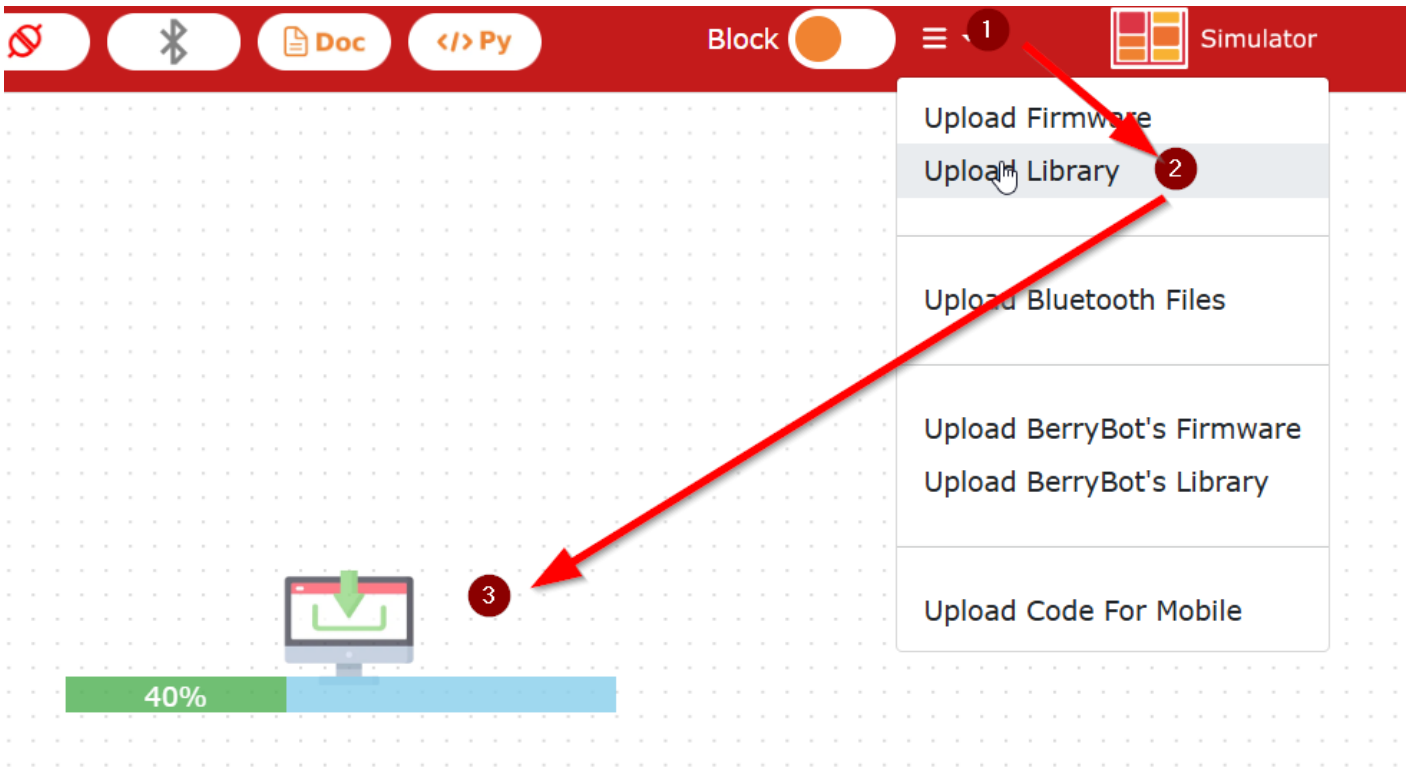 Doc
</> Py
Block
1
Simulator
Upload Firmware
Upload Library
2
Upload Bluetooth Files
Upload BerryBot's Firmware
Upload BerryBot's Library
3
Upload Code For Mobile
40%